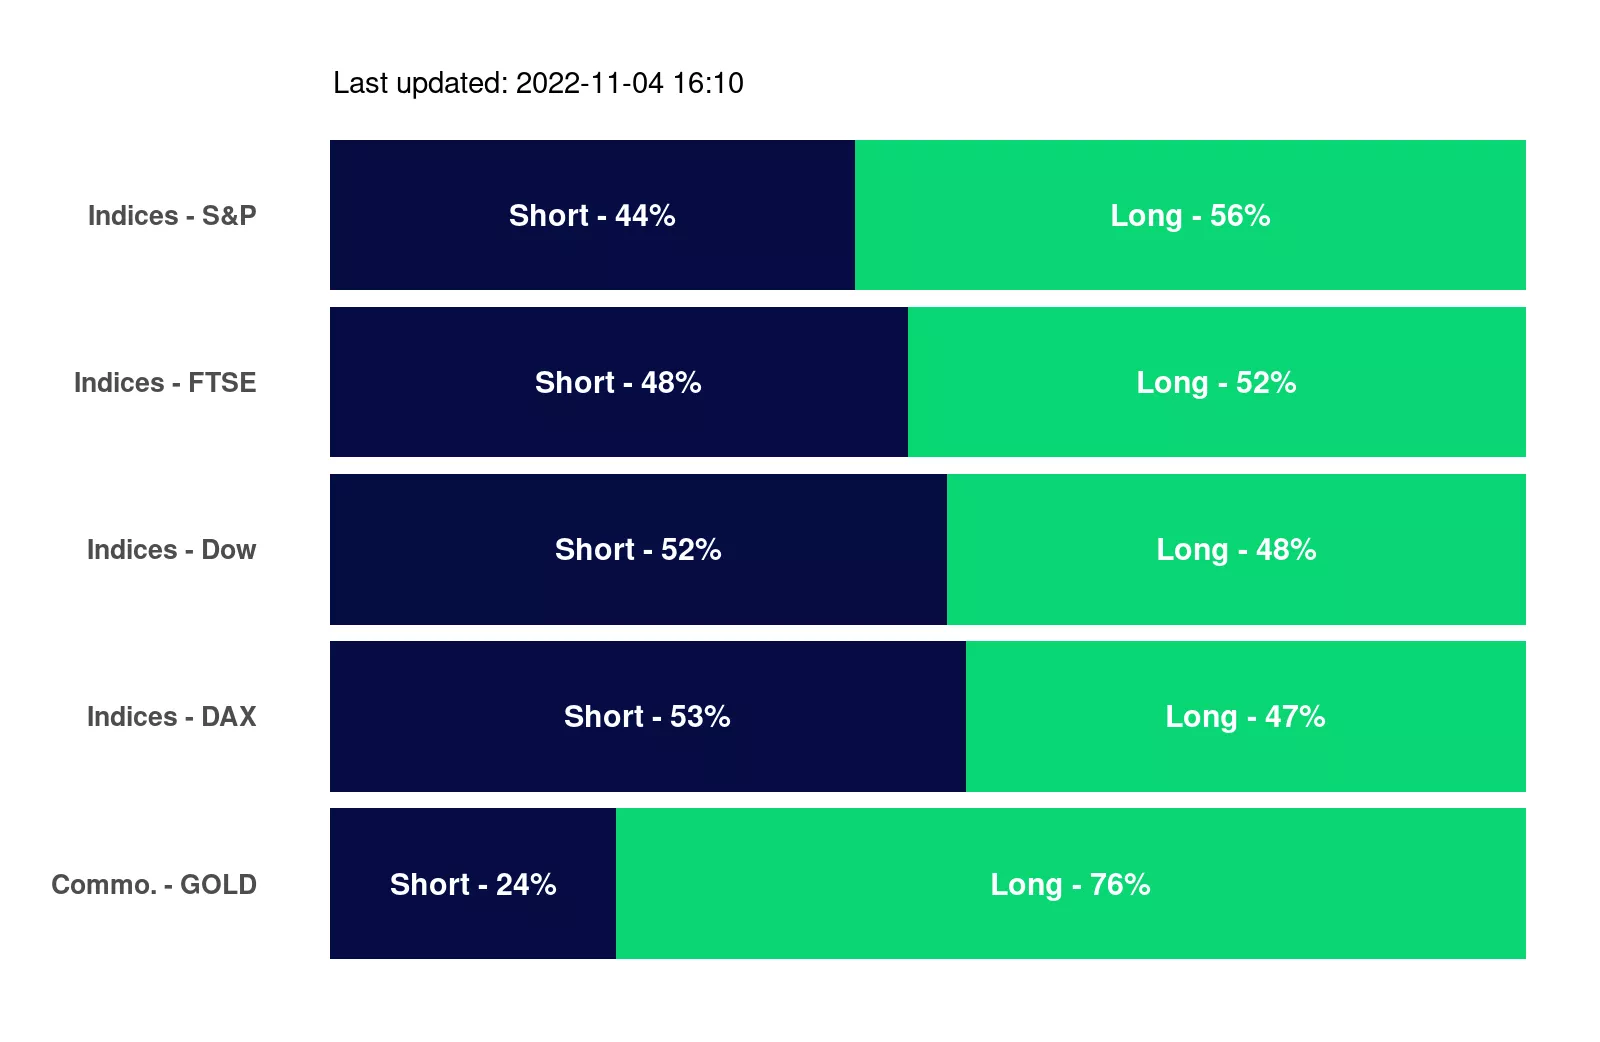 Last updated: 2022-11-04 16:10
Indices - S&P Short - 44% Long - 56%
Indices - FTSE Short - 48% Long - 52%
Indices - Dow Short - 52% Long - 48%
Indices - DAX Short - 53% Long - 47%
Commo. - GOLD Short - 24% Long - 76%